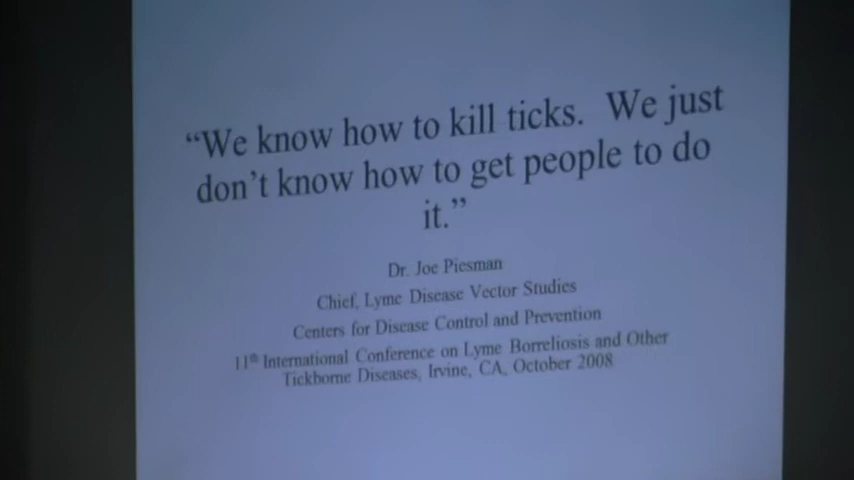 “We know how to kill ticks.  We just
don’t know how to get people to do
it.”
Dr. Joe Piesman
Chief, Lyme Disease Vector Studies
Centers for Disease Control and Prevention
11th International Conference on Lyme Borreliosis and Other
Tickborne Diseases, Irvine, CA, October 2008